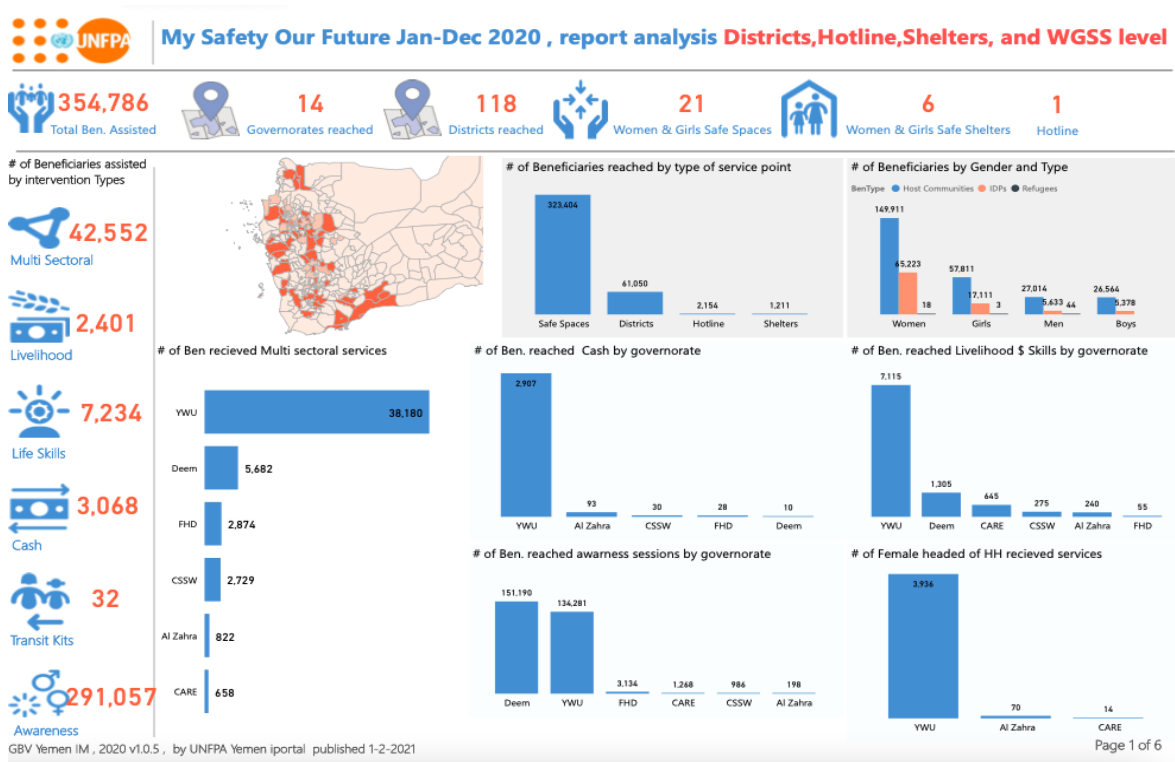 UNFPA
My Safety Our Future Jan-Dec 2020 , report analysis Districts,Hotline,Shelters, and WGSS level
354,786
Total Ben. Assisted
14
Governorates reached
118
Districts reached
21
Women & Girls Safe Spaces
6
Women & Girls Safe Shelters
1
Hotline
# of Beneficiaries assisted
by intervention Types
42,552
Multi Sectoral
2,401
Livelihood
7,234
Life Skills
3,068
Cash
32
Transit Kits
291,057
Awareness
# of Beneficiaries reached by type of service point
323,404
61,050
2,154
1,211
Safe Spaces
Districts
Hotline
Shelters
# of Beneficiaries by Gender and Type
BenType Host Communities IDPs Refugees
149,911
65,223
18
57,811
17,111
3
27,014
5,633
44
26,564
5,378
Women
Girls
Men
Boys
# of Ben recieved Multi sectoral services
YWU 38,180
Deem 5,682
FHD 2,874
CSSW 2,729
Al Zahra 822
CARE 658
# of Ben. reached Cash by governorate
2,907
93
30
28
10
YWU
Al Zahra
CSSW
FHD
Deem
# of Ben. reached Livelihood $ Skills by governorate
7,115
1,305
645
275
240
55
YWU
Deem
CARE
CSSW
Al Zahra
FHD
# of Ben. reached awarness sessions by governorate
151,190
134,281
3,134
1,268
986
198
Deem
YWU
FHD
CARE
CSSW
Al Zahra
# of Female headed of HH recieved services
3,936
70
14
YWU
Al Zahra
CARE
GBV Yemen IM , 2020 v1.0.5 , by UNFPA Yemen iportal published 1-2-2021
Page 1 of 6